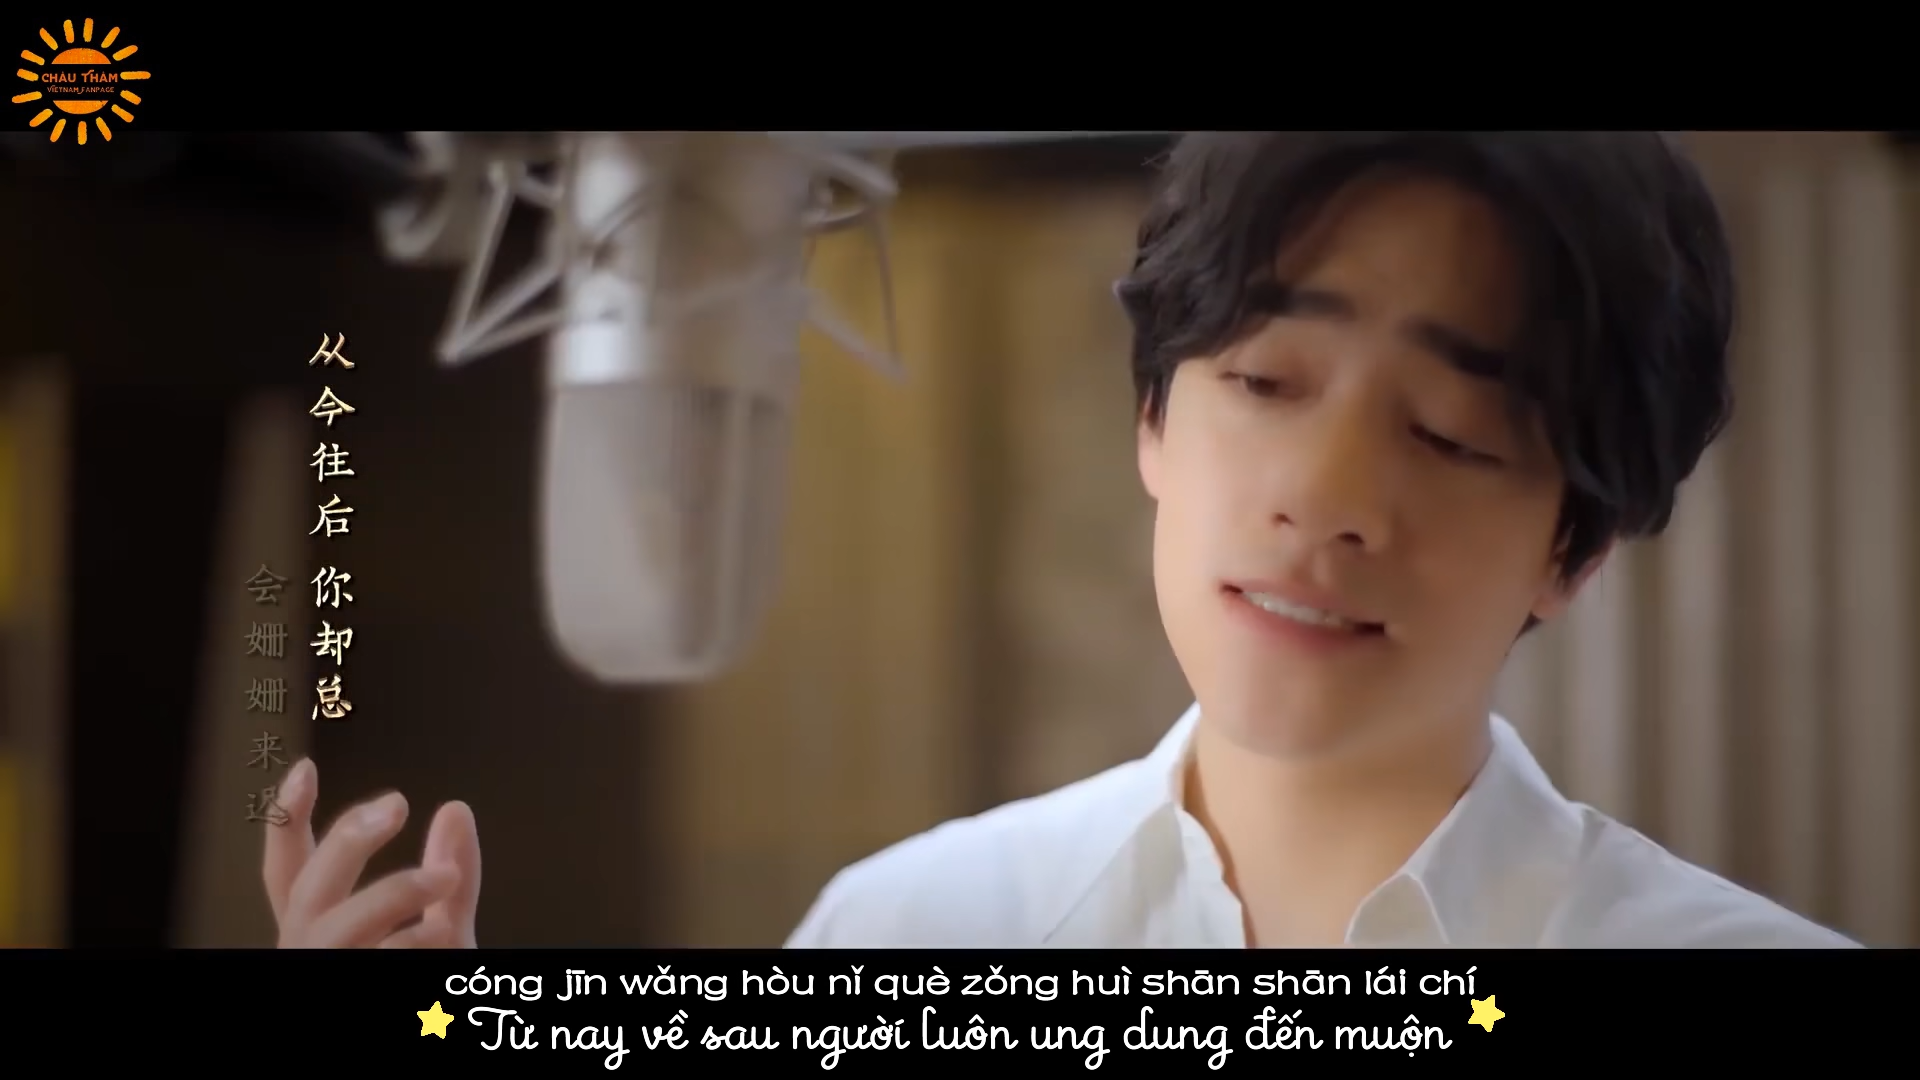 CHÂU THÂM
VIETNAM FANPAGE
从今往后 你却总
会姗姗来迟
cóng jīn wǎng hòu nǐ què zǒng huì shān shān lái chí
Từ nay về sau người luôn ung dung đến muộn